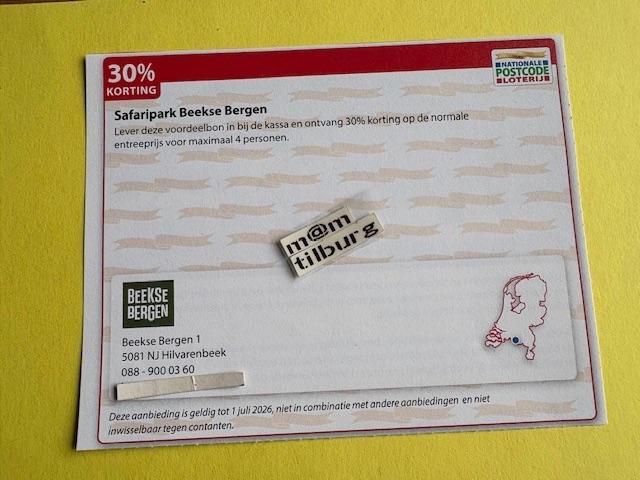 30%
KORTING
NATIONALE
POSTCODE
LOTERIJ
Safaripark Beekse Bergen
Lever deze voordeelbon in bij de kassa en ontvang 30% korting op de normale
entreeprijs voor maximaal 4 personen.
m@m
tilburg
BEEKSE
BERGEN
Beekse Bergen 1
5081 NJ Hilvarenbeek
088 - 900 03 60
Deze aanbieding is geldig tot 1 juli 2026, niet in combinatie met andere aanbiedingen en niet
inwisselbaar tegen contanten.